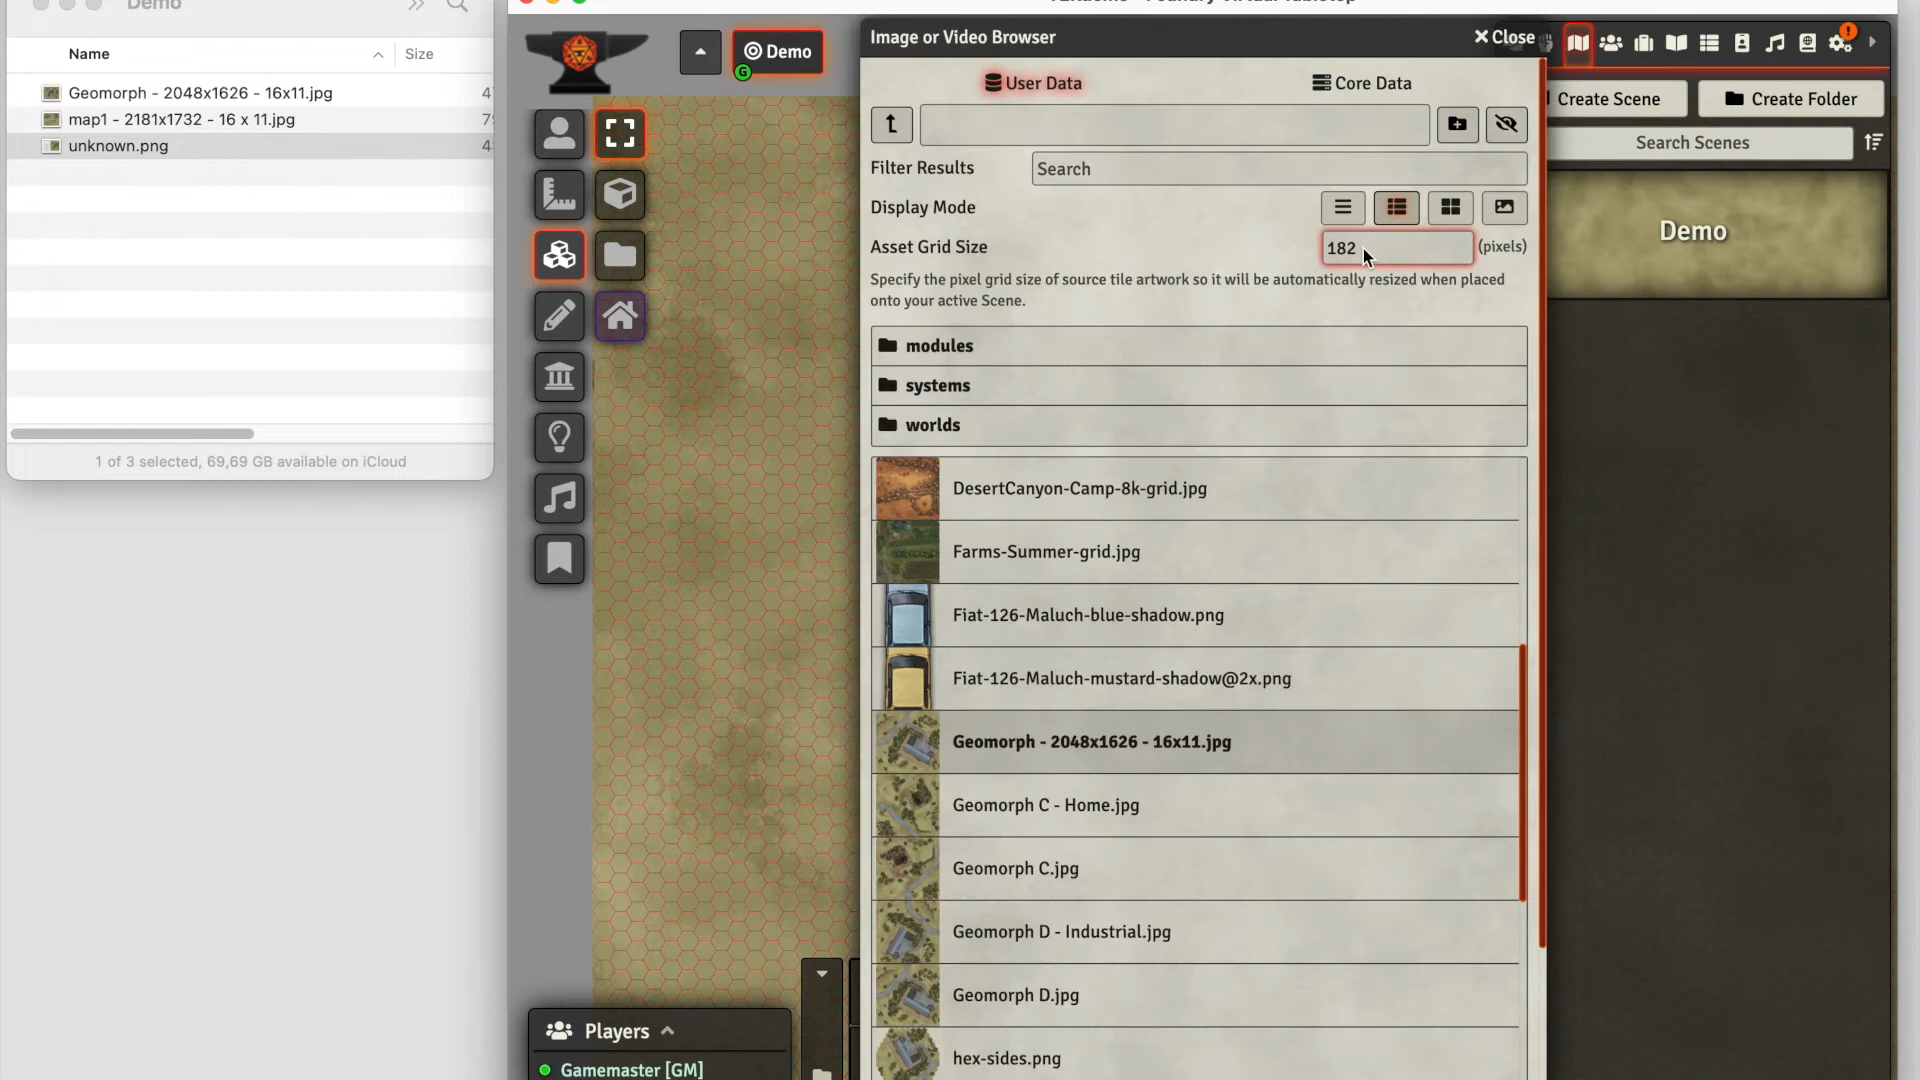 Demo
Name
Size
Geomorph - 2048x1626 - 16x11.jpg
map1 - 2181x1732 - 16 x 11.jpg
unknown.png
1 of 3 selected, 69,69 GB available on iCloud
Demo
G
Image or Video Browser
Close
User Data
Core Data
Filter Results
Search
Display Mode
Asset Grid Size
182
(pixels)
Specify the pixel grid size of source tile artwork so it will be automatically resized when placed
onto your active Scene.
modules
systems
worlds
DesertCanyon-Camp-8k-grid.jpg
Farms-Summer-grid.jpg
Fiat-126-Maluch-blue-shadow.png
Fiat-126-Maluch-mustard-shadow@2x.png
Geomorph - 2048x1626 - 16x11.jpg
Geomorph C - Home.jpg
Geomorph C.jpg
Geomorph D - Industrial.jpg
Geomorph D.jpg
hex-sides.png
Create Scene
Create Folder
Search Scenes
Demo
Players
Gamemaster [GM]